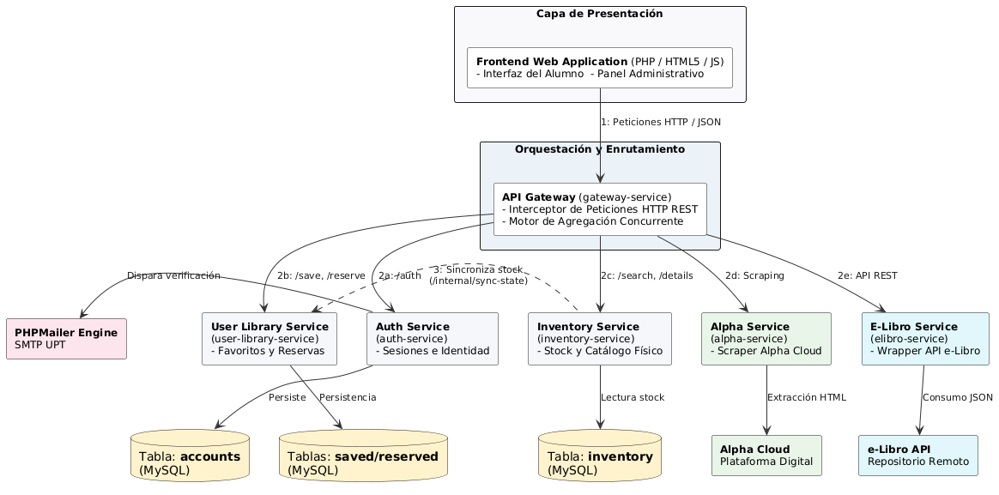 Capa de Presentación
Frontend Web Application (PHP / HTML5 / JS)
- Interfaz del Alumno  - Panel Administrativo
1: Peticiones HTTP / JSON
Orquestación y Enrutamiento
API Gateway (gateway-service)
- Interceptor de Peticiones HTTP REST
- Motor de Agregación Concurrente
Dispara verificación
2b: /save, /reserve
2a: /auth
3: Sincroniza stock
(/internal/sync-state)
2c: /search, /details
2d: Scraping
2e: API REST
PHPMailer Engine
SMTP UPT
User Library Service
(user-library-service)
- Favoritos y Reservas
Auth Service
(auth-service)
- Sesiones e Identidad
Inventory Service
(inventory-service)
- Stock y Catálogo Físico
Alpha Service
(alpha-service)
- Scraper Alpha Cloud
E-Libro Service
(elibro-service)
- Wrapper API e-Libro
Persiste
Persistencia
Lectura stock
Extracción HTML
Consumo JSON
Tabla: accounts
(MySQL)
Tablas: saved/reserved
(MySQL)
Tabla: inventory
(MySQL)
Alpha Cloud
Plataforma Digital
e-Libro API
Repositorio Remoto